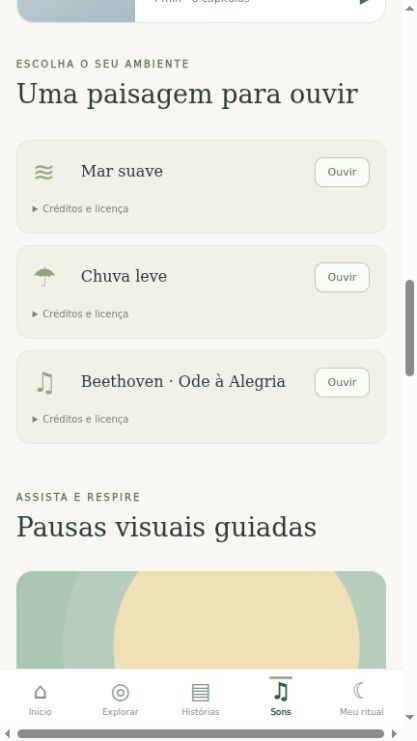 ESCOLHA O SEU AMBIENTE
Uma paisagem para ouvir
Mar suave
Ouvir
Créditos e licença
Chuva leve
Ouvir
Créditos e licença
Beethoven · Ode à Alegria
Ouvir
Créditos e licença
ASSISTA E RESPIRE
Pausas visuais guiadas
Início
Explorar
Histórias
Sons
Meu ritual